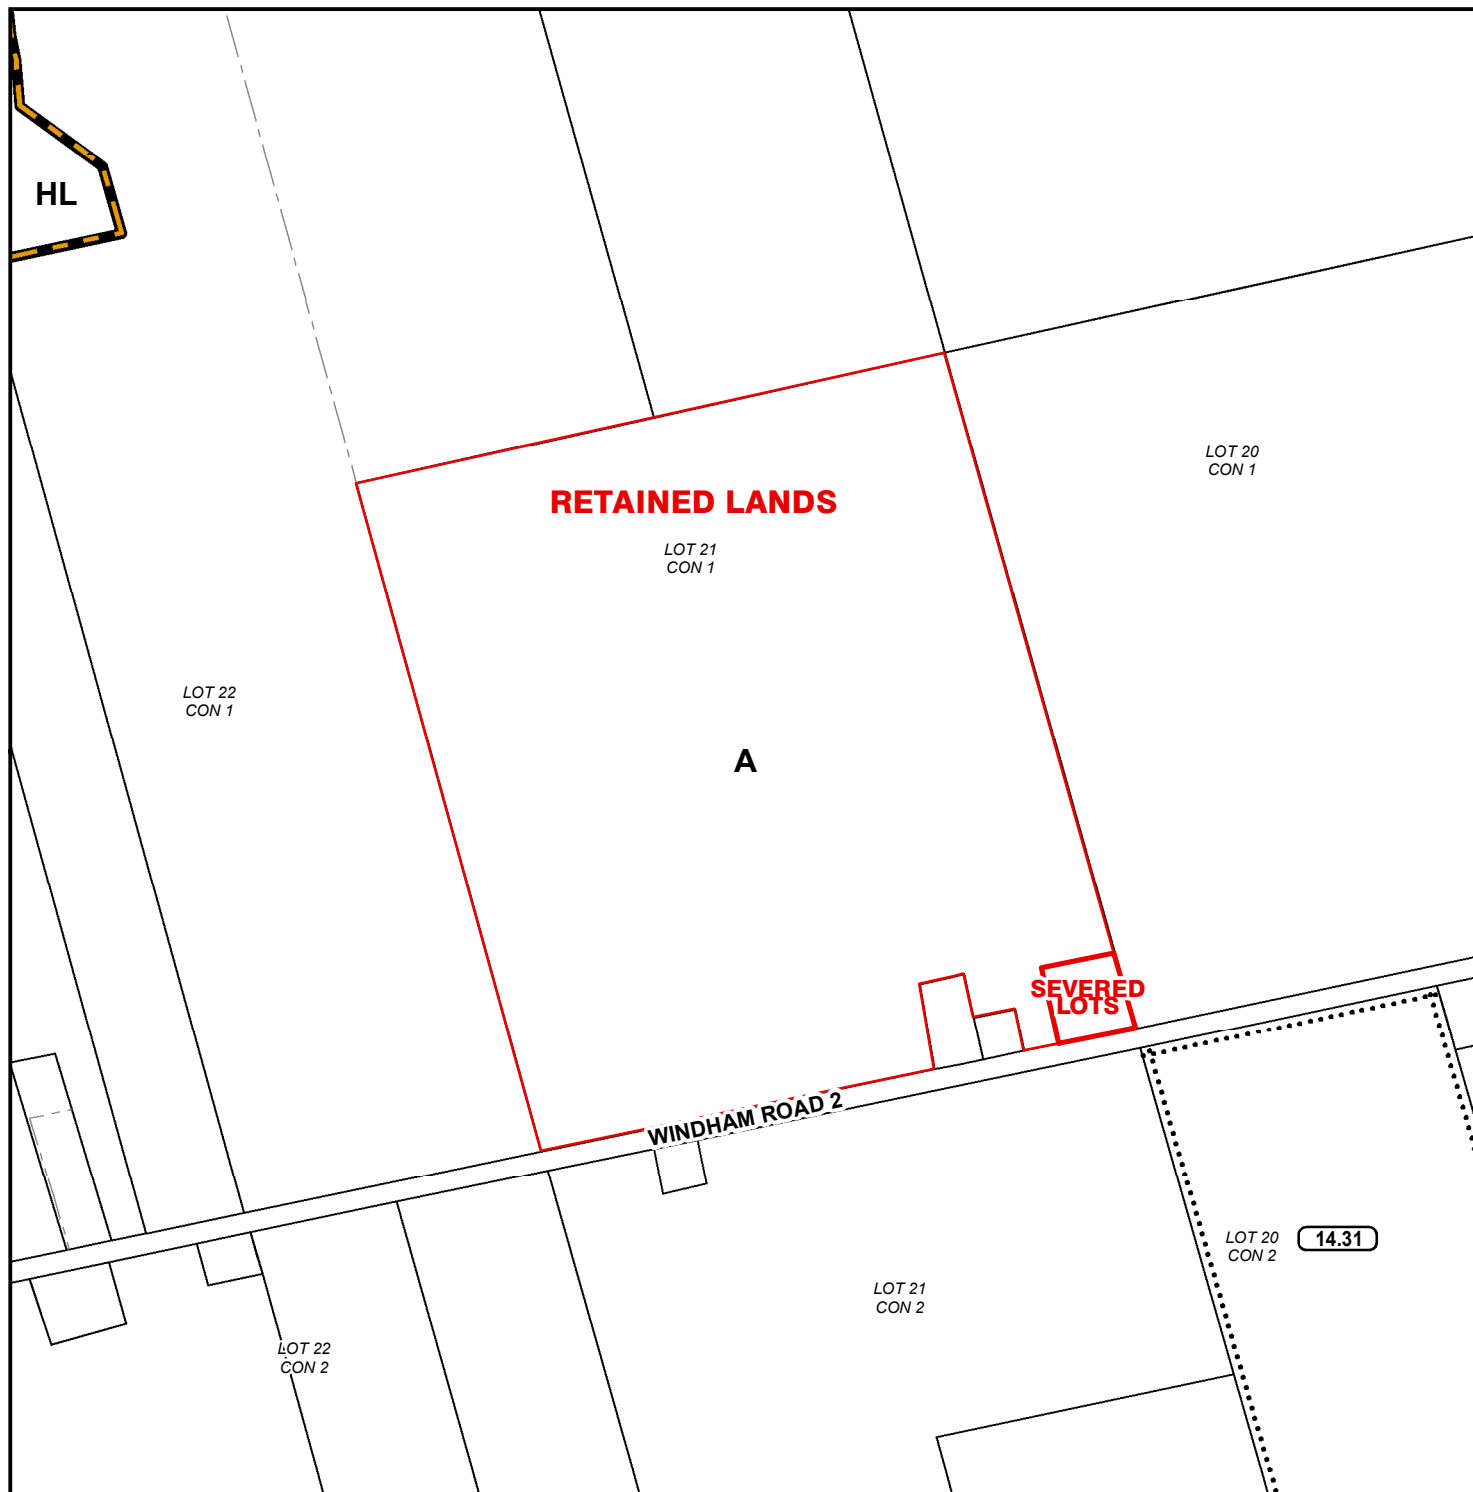 HL
LOT 20
CON 1
RETAINED LANDS
LOT 21
CON 1
LOT 22
CON 1
A
SEVERED
LOTS
WINDHAM ROAD 2
LOT 20
CON 2
14.31
LOT 21
CON 2
LOT 22
CON 2